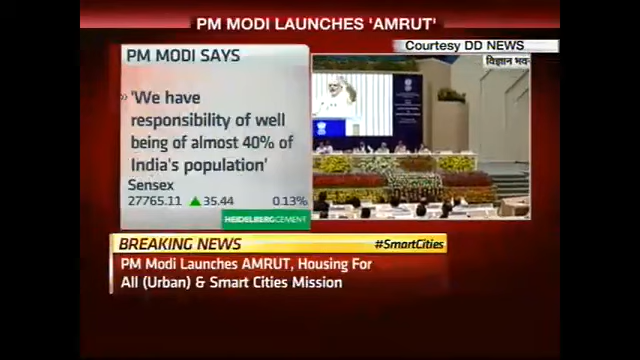 PM MODI LAUNCHES 'AMRUT'
Courtesy DD NEWS
PM MODI SAYS
विज्ञान भवन
»'We have
responsibility of well
being of almost 40% of
India's population'
Sensex
27765.11 ▲ 35.44 0.13%
HEIDELBERGCEMENT
BREAKING NEWS
#SmartCities
PM Modi Launches AMRUT, Housing For
All (Urban) & Smart Cities Mission